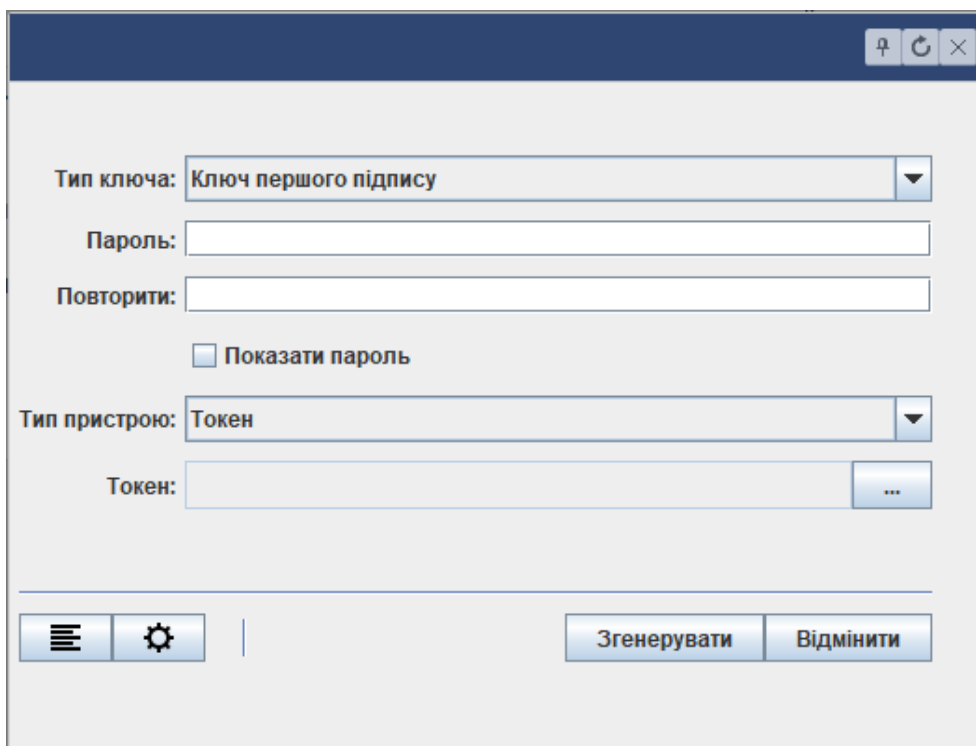 Тип ключа: Ключ першого підпису
Пароль:
Повторити:
Показати пароль
Тип пристрою: Токен
Токен: ...
Згенерувати Відмінити